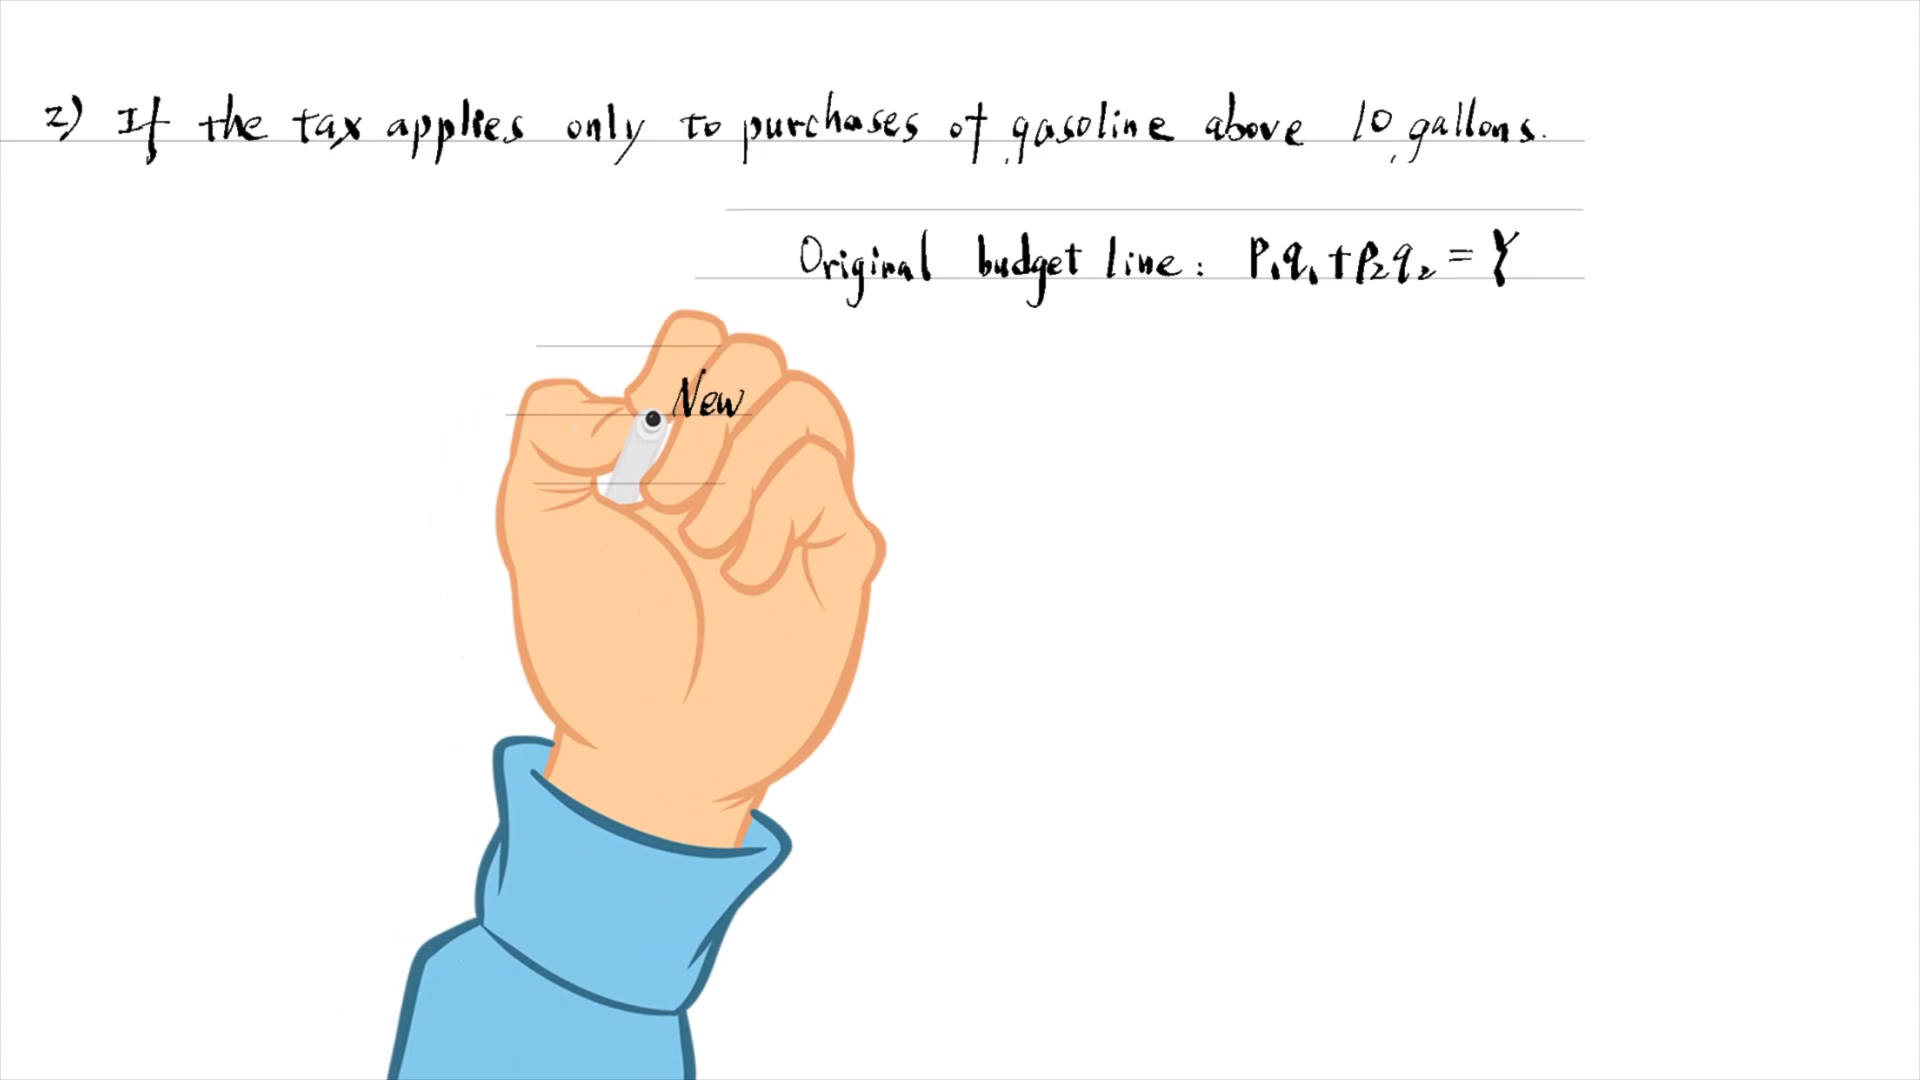 2) If the tax applies only to purchases of gasoline above 10 gallons.
Original budget line: P₁q₁+P₂q₂ = Y
New